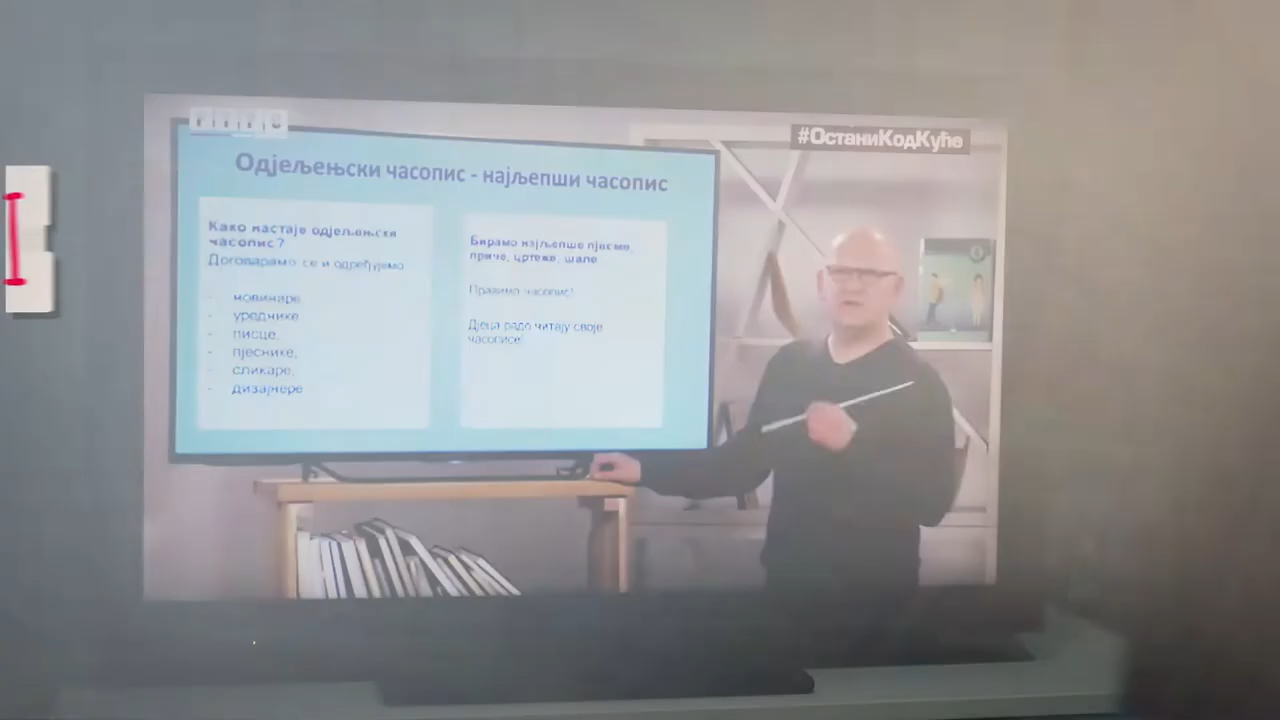 #ОстаниКодКуће
Одјељењски часопис - најљепши часопис
Како настаје одјељењски
часопис?
Договарамо се и одређујемо
- новинаре
- уреднике
- писце,
- пјеснике,
- сликаре,
- дизајнере
Бирамо најљепше пјесме,
приче, цртеже, шале
Правимо часопис!
Дјеца радо читају своје
часописе!